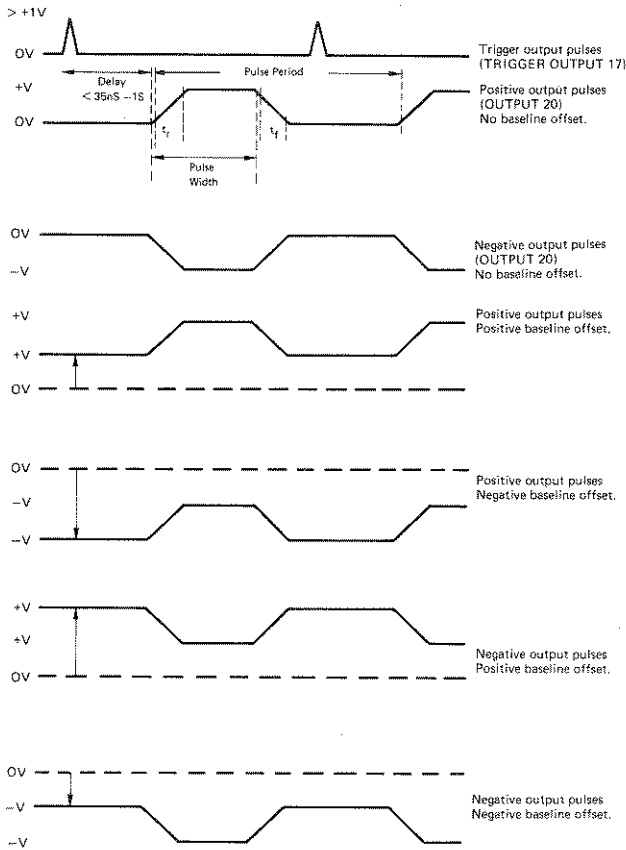 > +1V
0V
Trigger output pulses
(TRIGGER OUTPUT 17)
Delay
< 35nS –1S
Pulse Period
+V
0V
Positive output pulses
(OUTPUT 20)
No baseline offset.
tr
tf
Pulse
Width
0V
–V
Negative output pulses
(OUTPUT 20)
No baseline offset.
+V
+V
0V
Positive output pulses
Positive baseline offset.
0V
–V
–V
Positive output pulses
Negative baseline offset.
+V
+V
0V
Negative output pulses
Positive baseline offset.
0V
–V
–V
Negative output pulses
Negative baseline offset.